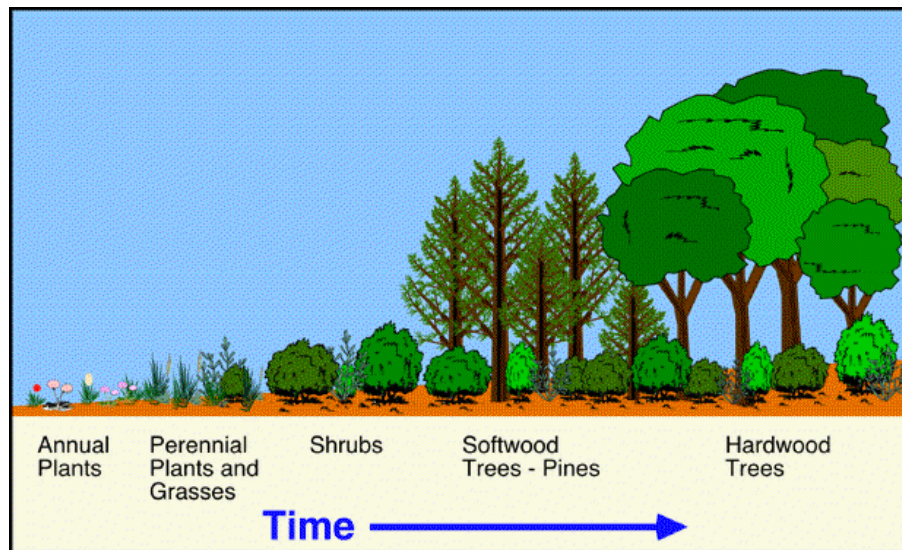 Annual
Plants
Perennial
Plants and
Grasses
Shrubs
Softwood
Trees - Pines
Hardwood
Trees
Time